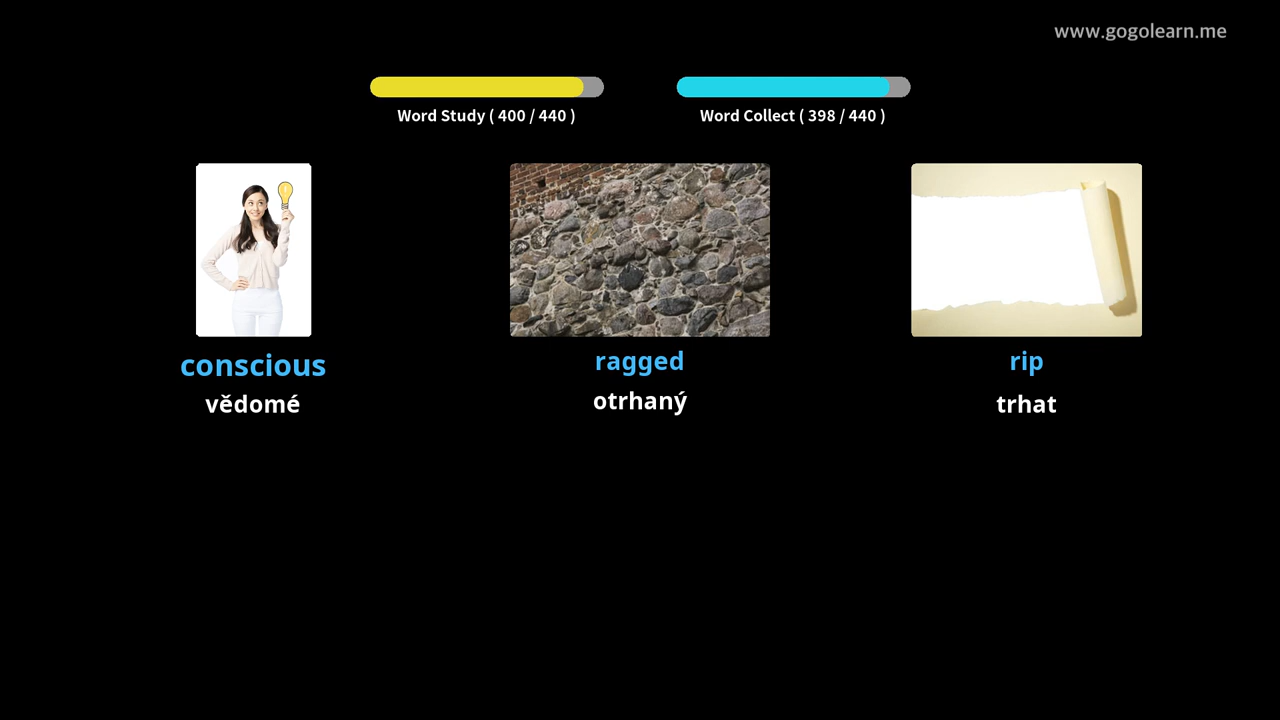 www.gogolearn.me
Word Study ( 400 / 440 )
Word Collect ( 398 / 440 )
conscious
vědomé
ragged
otrhaný
rip
trhat